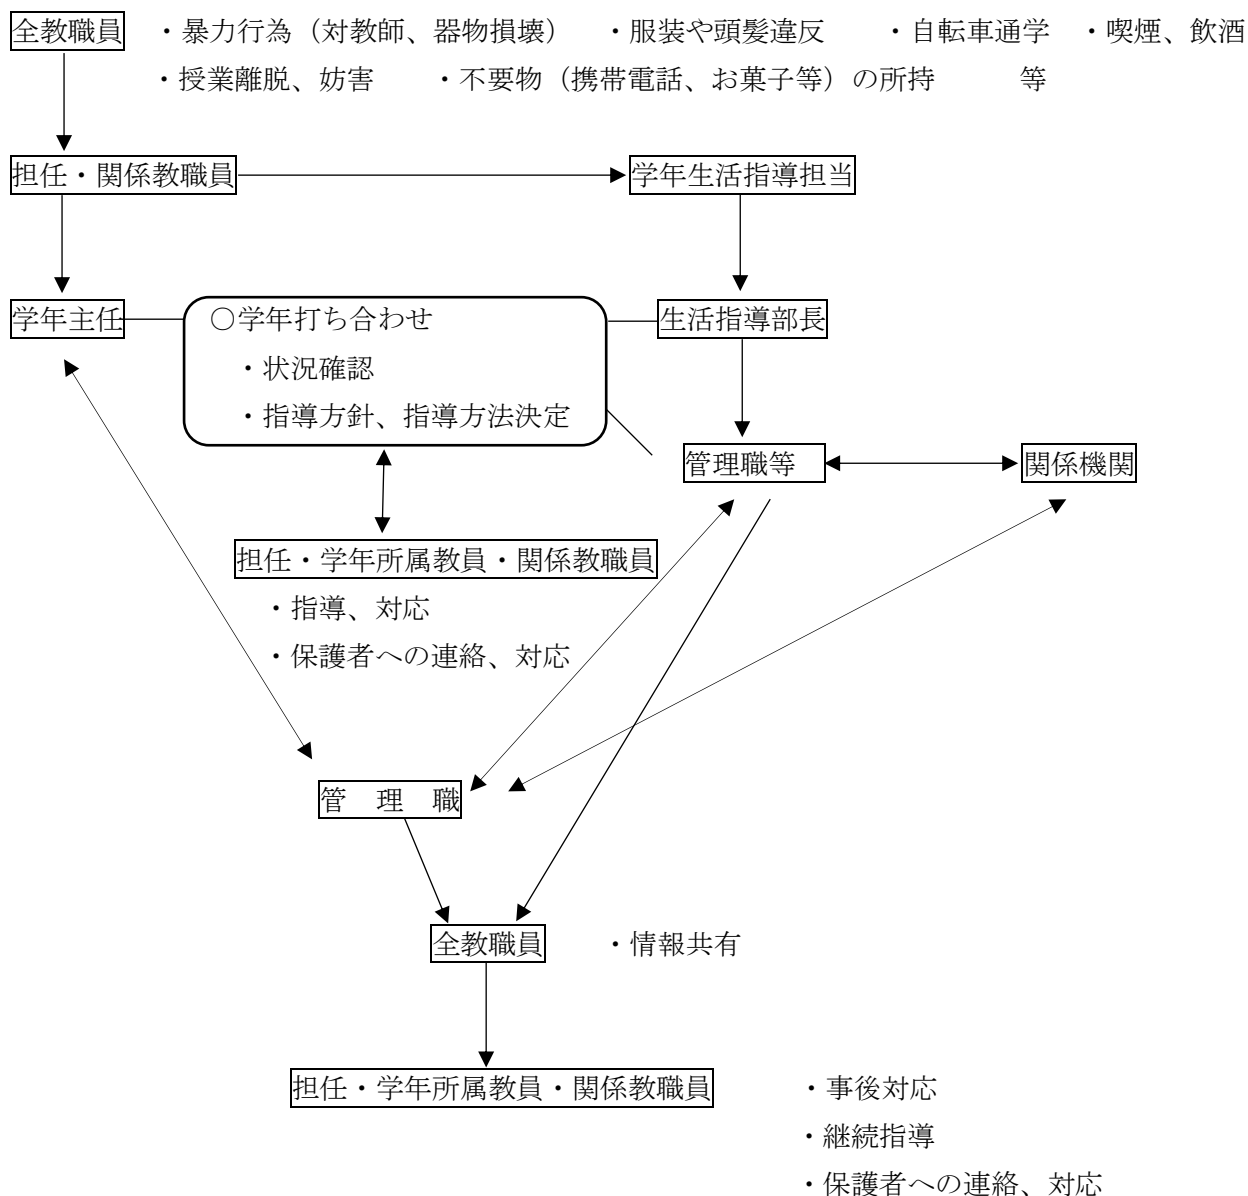 全教職員　・暴力行為（対教師、器物損壊）　・服装や頭髪違反　・自転車通学　・喫煙、飲酒
・授業離脱、妨害　・不要物（携帯電話、お菓子等）の所持　等
担任・関係教職員　学年生活指導担当
学年主任　○学年打ち合わせ　生活指導部長
・状況確認
・指導方針、指導方法決定
管理職等　関係機関
担任・学年所属教員・関係教職員
・指導、対応
・保護者への連絡、対応
管　理　職
全教職員　・情報共有
担任・学年所属教員・関係教職員　・事後対応
・継続指導
・保護者への連絡、対応